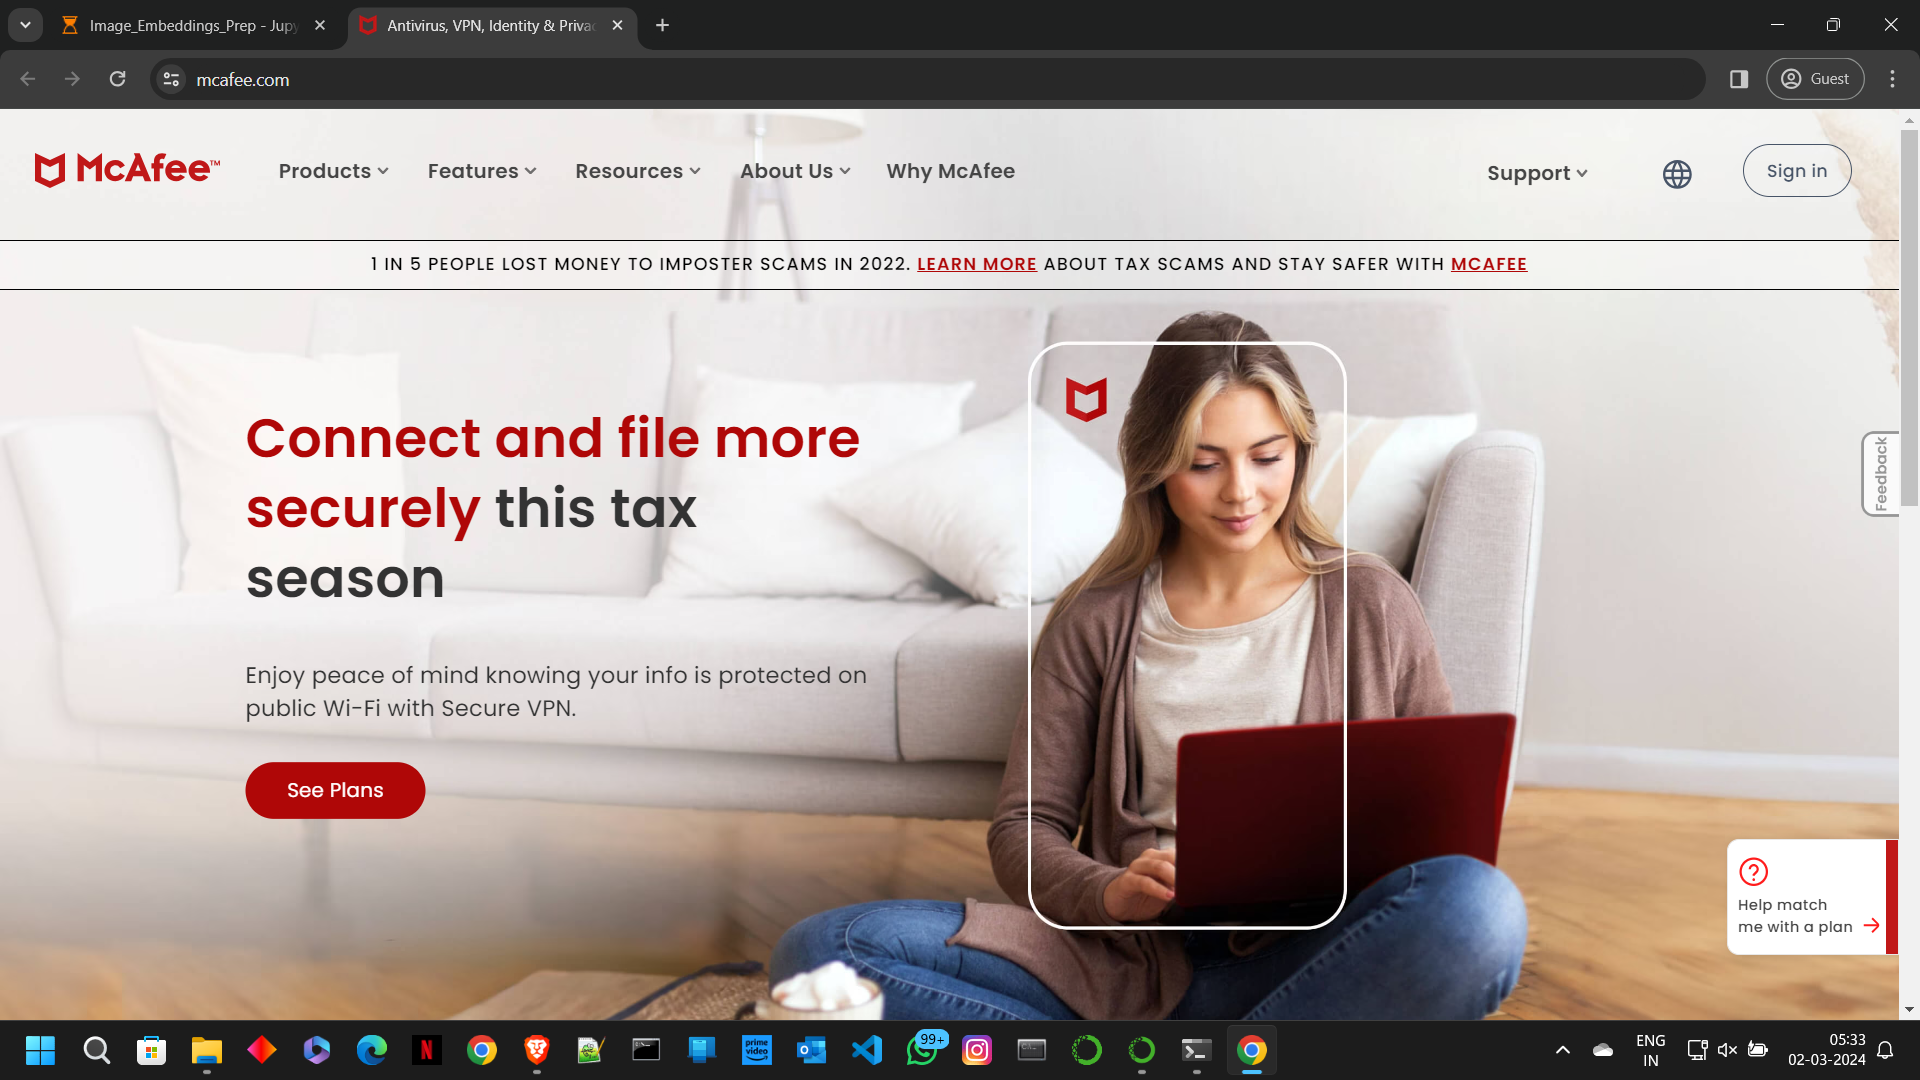 Image_Embeddings_Prep - Jupy
Antivirus, VPN, Identity & Priva
mcafee.com
Guest
McAfee™
Products
Features
Resources
About Us
Why McAfee
Support
Sign in
1 IN 5 PEOPLE LOST MONEY TO IMPOSTER SCAMS IN 2022. LEARN MORE ABOUT TAX SCAMS AND STAY SAFER WITH MCAFEE
Connect and file more
securely this tax
season
Enjoy peace of mind knowing your info is protected on
public Wi-Fi with Secure VPN.
See Plans
Feedback
Help match
me with a plan
N
prime
video
99+
ENG
IN
05:33
02-03-2024